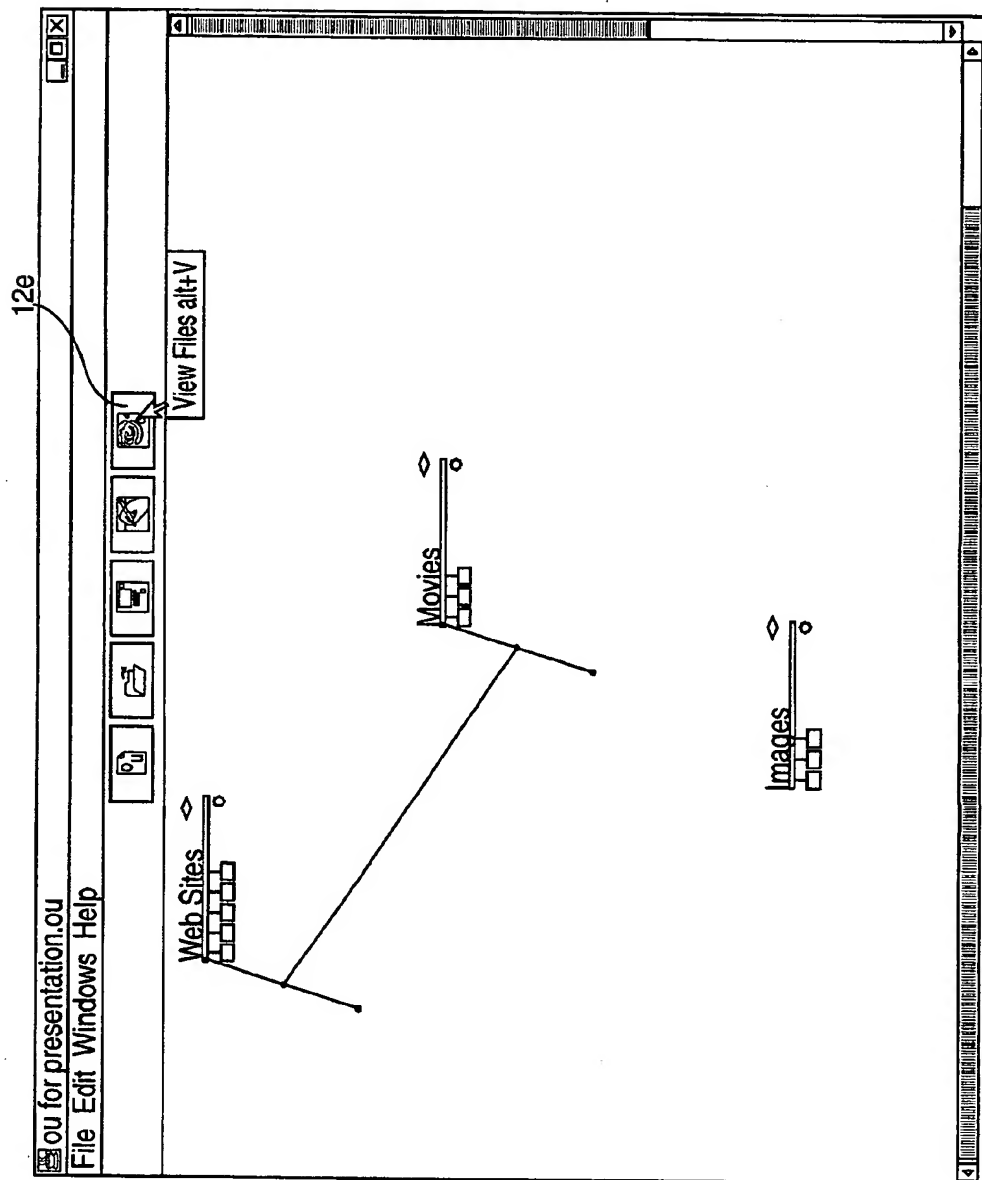 12e
ou for presentation.ou
File Edit Windows Help
View Files alt+V
Web Sites
Movies
Images